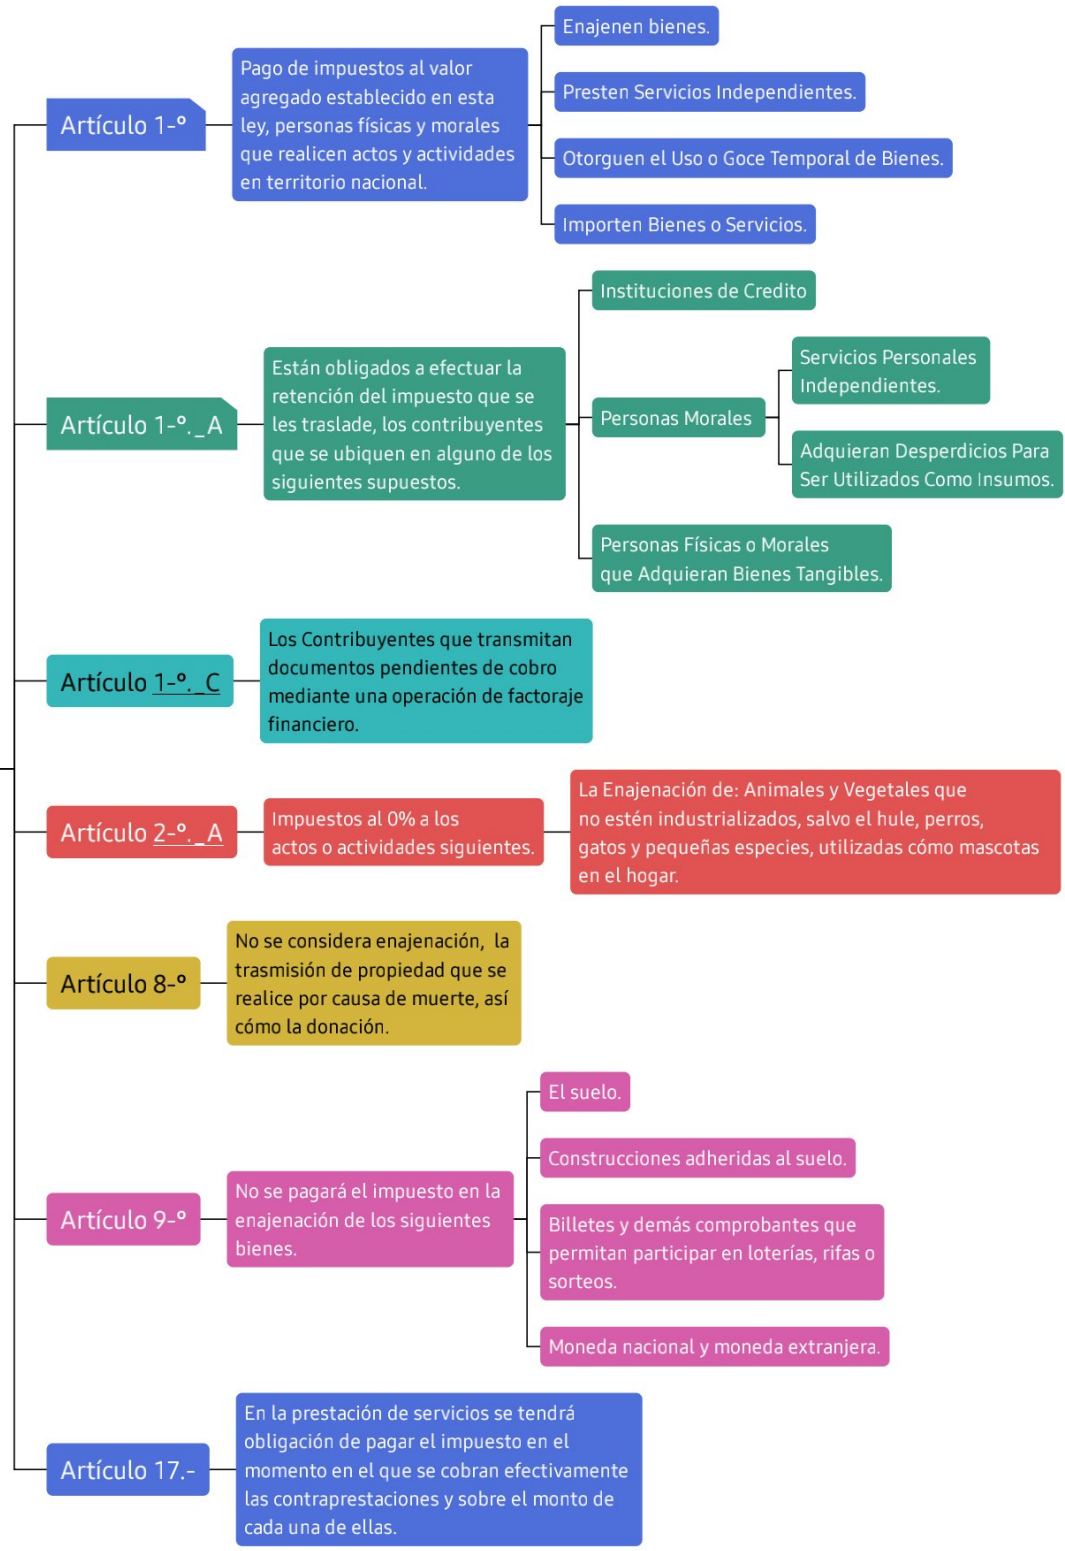 Artículo 1-º
Pago de impuestos al valor
agregado establecido en esta
ley, personas físicas y morales
que realicen actos y actividades
en territorio nacional.
Enajenen bienes.
Presten Servicios Independientes.
Otorguen el Uso o Goce Temporal de Bienes.
Importen Bienes o Servicios.
Artículo 1-º._A
Están obligados a efectuar la
retención del impuesto que se
les traslade, los contribuyentes
que se ubiquen en alguno de los
siguientes supuestos.
Instituciones de Credito
Personas Morales
Servicios Personales
Independientes.
Adquieran Desperdicios Para
Ser Utilizados Como Insumos.
Personas Físicas o Morales
que Adquieran Bienes Tangibles.
Artículo 1-º._C
Los Contribuyentes que transmitan
documentos pendientes de cobro
mediante una operación de factoraje
financiero.
Artículo 2-º._A
Impuestos al 0% a los
actos o actividades siguientes.
La Enajenación de: Animales y Vegetales que
no estén industrializados, salvo el hule, perros,
gatos y pequeñas especies, utilizadas cómo mascotas
en el hogar.
Artículo 8-º
No se considera enajenación,  la
trasmisión de propiedad que se
realice por causa de muerte, así
cómo la donación.
Artículo 9-º
No se pagará el impuesto en la
enajenación de los siguientes
bienes.
El suelo.
Construcciones adheridas al suelo.
Billetes y demás comprobantes que
permitan participar en loterías, rifas o
sorteos.
Moneda nacional y moneda extranjera.
Artículo 17.-
En la prestación de servicios se tendrá
obligación de pagar el impuesto en el
momento en el que se cobran efectivamente
las contraprestaciones y sobre el monto de
cada una de ellas.